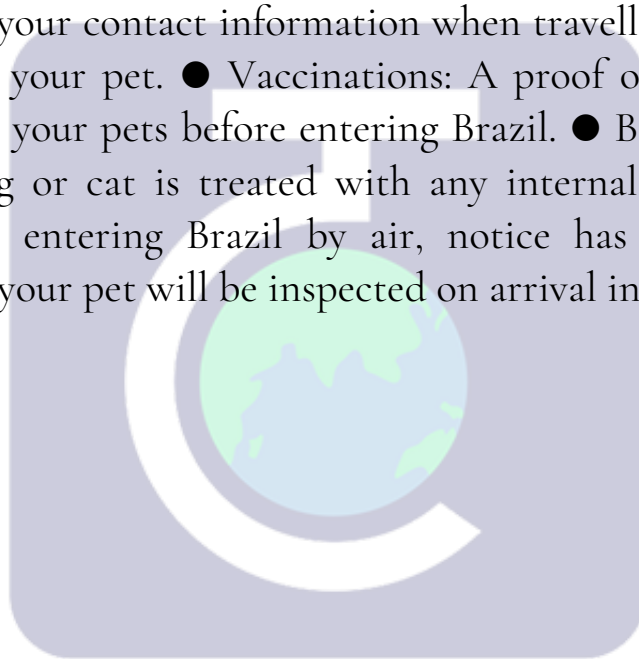 your contact information when travell
your pet. ● Vaccinations: A proof o
your pets before entering Brazil. ● B
g or cat is treated with any internal
entering Brazil by air, notice has
your pet will be inspected on arrival in